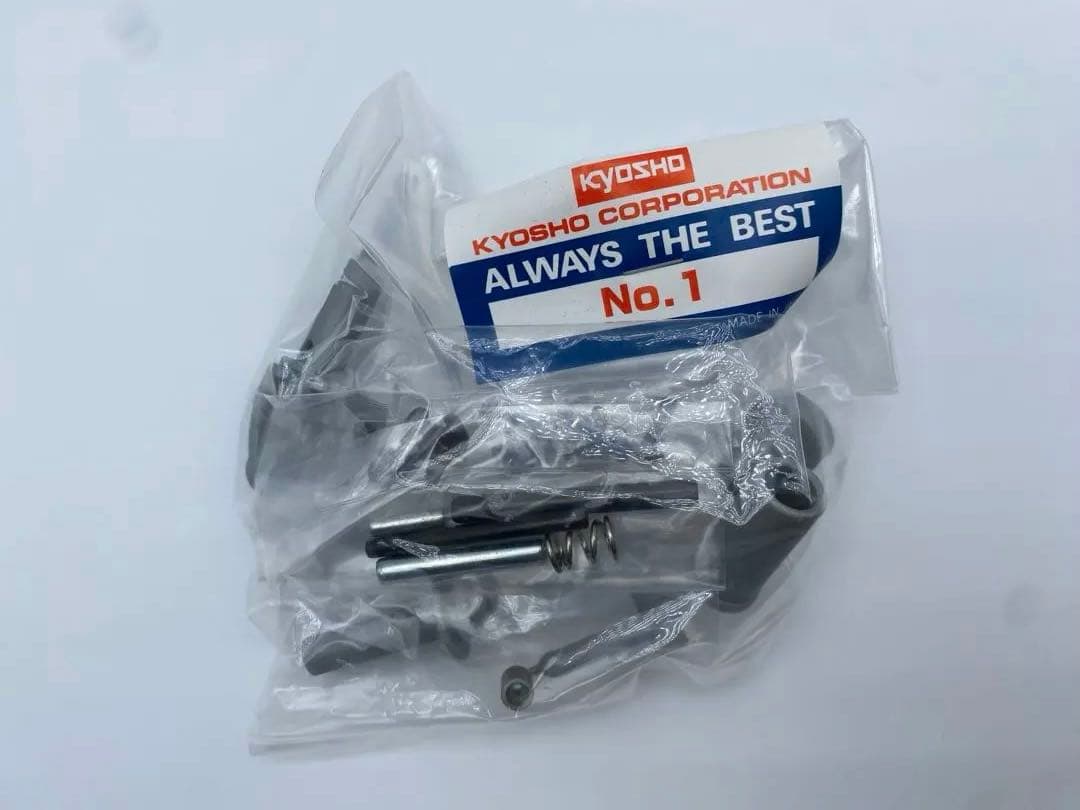 KYOSHO
KYOSHO CORPORATION
ALWAYS THE BEST
No.1
MADE IN